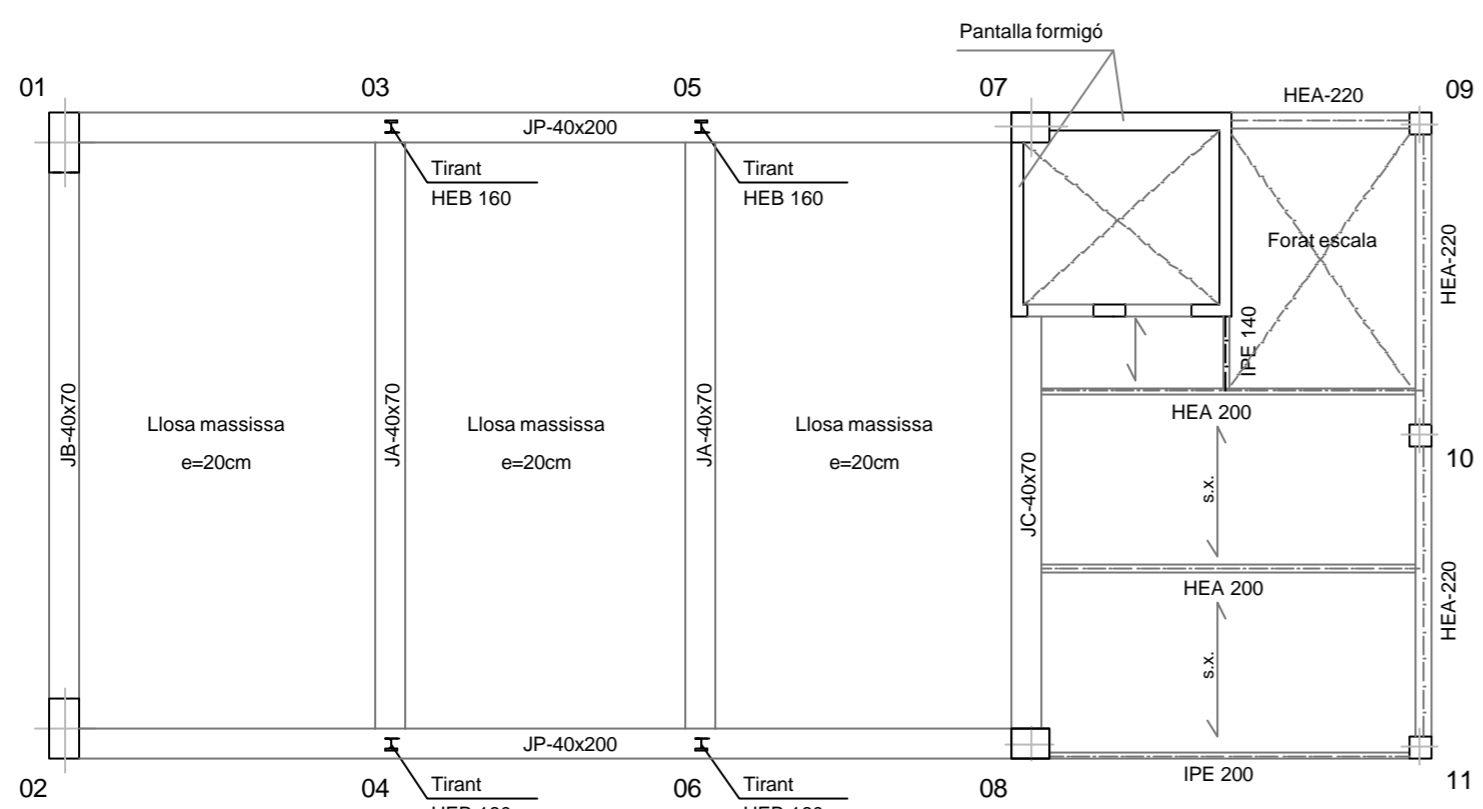 Pantalla formigó
01
03
05
07
HEA-220
09
JP-40x200
Tirant
HEB 160
Tirant
HEB 160
Forat escala
HEA-220
IPE 140
JB-40x70
Llosa massissa
e=20cm
JA-40x70
Llosa massissa
e=20cm
JA-40x70
Llosa massissa
e=20cm
JC-40x70
HEA 200
s.x.
10
HEA 200
HEA-220
s.x.
JP-40x200
02
04
Tirant
06
Tirant
08
IPE 200
11